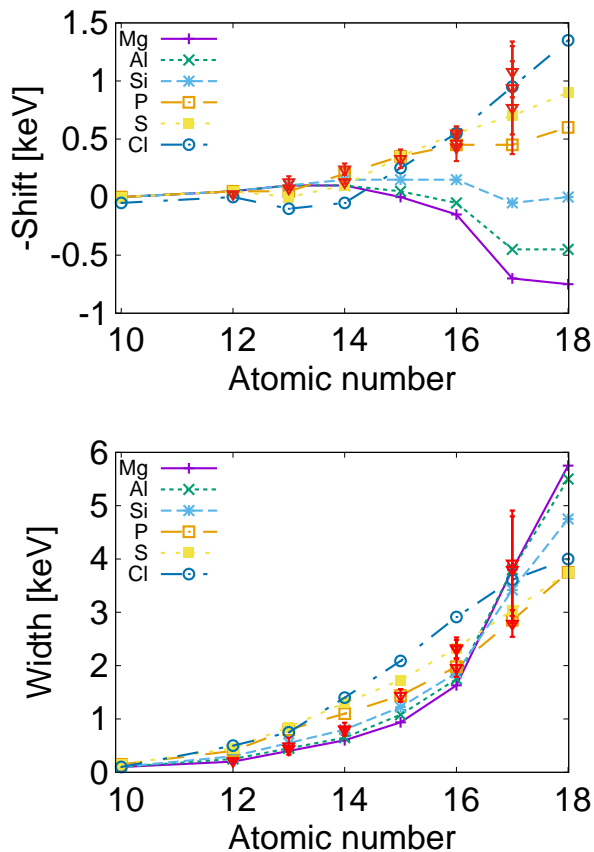 1.5
1
0.5
0
-0.5
-1
-Shift [keV]
Mg
Al
Si
P
S
Cl
10 12 14 16 18
Atomic number
6
5
4
3
2
1
0
Width [keV]
Mg
Al
Si
P
S
Cl
10 12 14 16 18
Atomic number